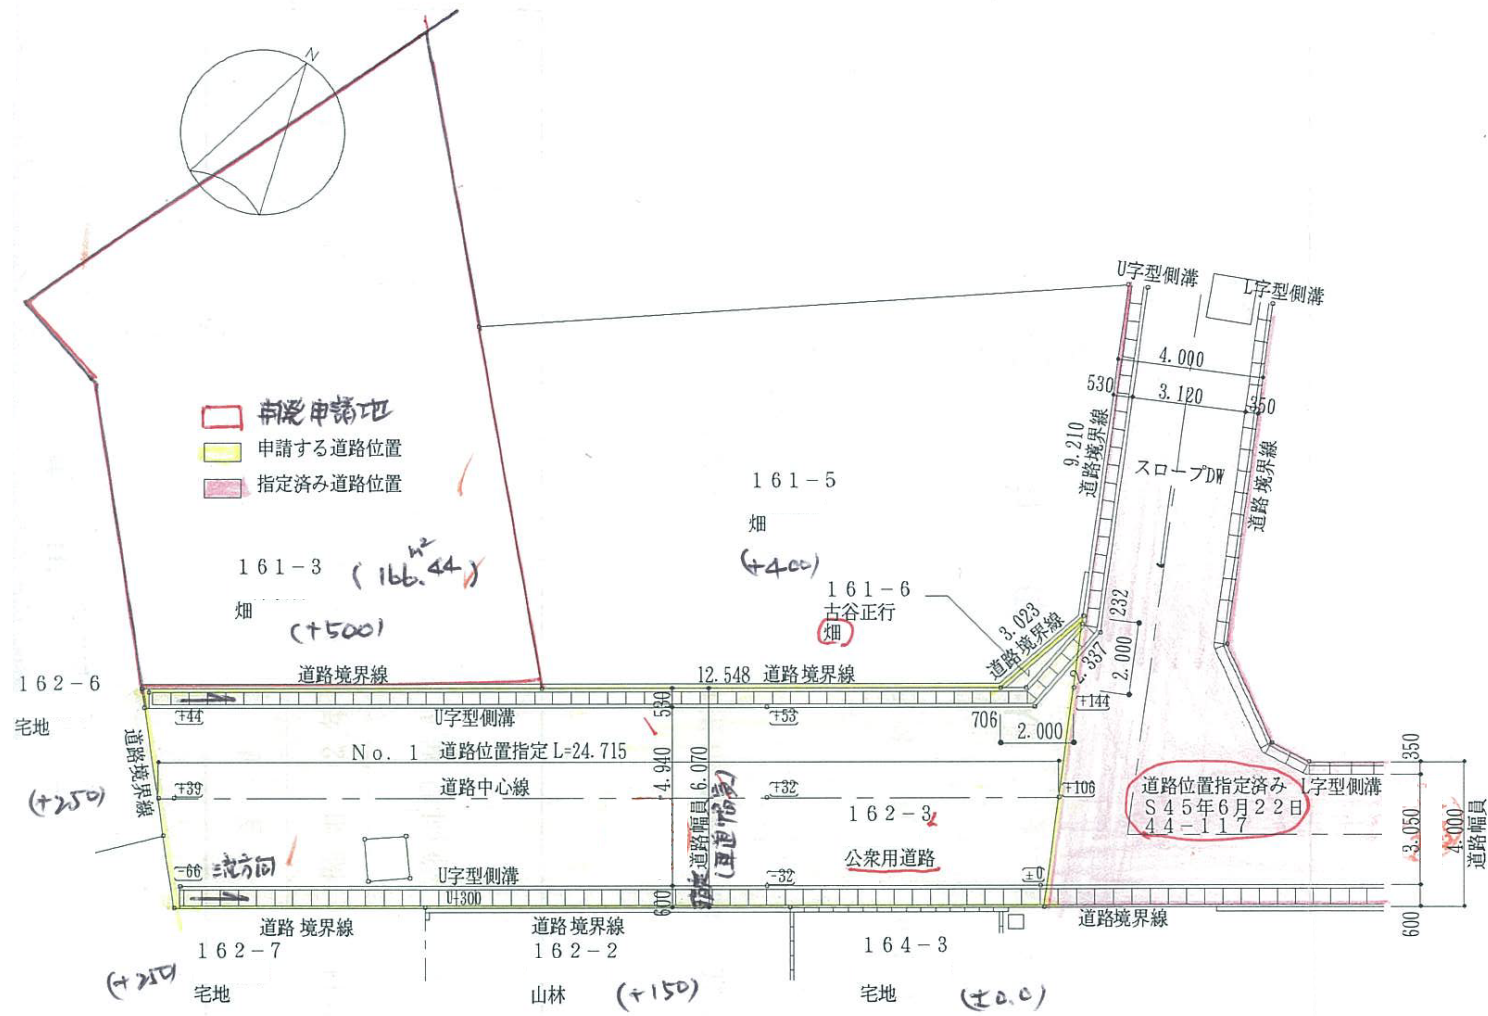 N
U字型側溝
L字型側溝
4.000
530
3.120
350
9.210
道路境界線
スロープDW
道路境界線
申請地
申請する道路位置
指定済み道路位置
161-5
畑
(+400)
161-3
(166.44㎡)
畑
(+500)
161-6
古谷正行
畑
3.023
道路境界線
232
2.000
2.337
道路境界線
12.548 道路境界線
162-6
宅地
+44
U字型側溝
530
+53
706
2.000
+144
No. 1 道路位置指定 L=24.715
道路境界線
4.940
道路幅員 6.070
+39
道路中心線
+32
+106
(+250)
162-3
公衆用道路
道路位置指定済み
S45年6月22日
44-117
L字型側溝
350
3.050
4.000
道路幅員
-66
流方向
U字型側溝
-32
±0
U+300
600
600
道路境界線
道路境界線
道路境界線
162-7
162-2
164-3
(+250)
宅地
山林
(+150)
宅地
(±0.0)